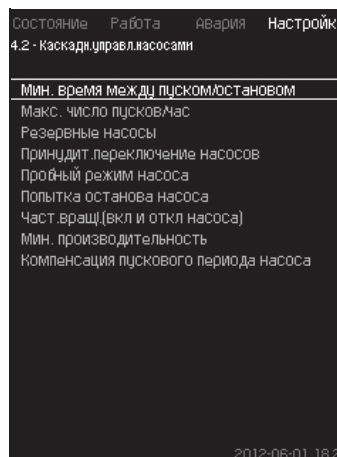 Состояние Работа Авария Настройк
4.2 - Каскадн.управл.насосами
Мин. время между пуском/остановом
Макс. число пусков/час
Резервные насосы
Принудит.переключение насосов
Пробный режим насоса
Попытка останова насоса
Част.вращ.(вкл и откл насоса)
Мин. производительность
Компенсация пускового периода насоса
2012-06-01 18:2